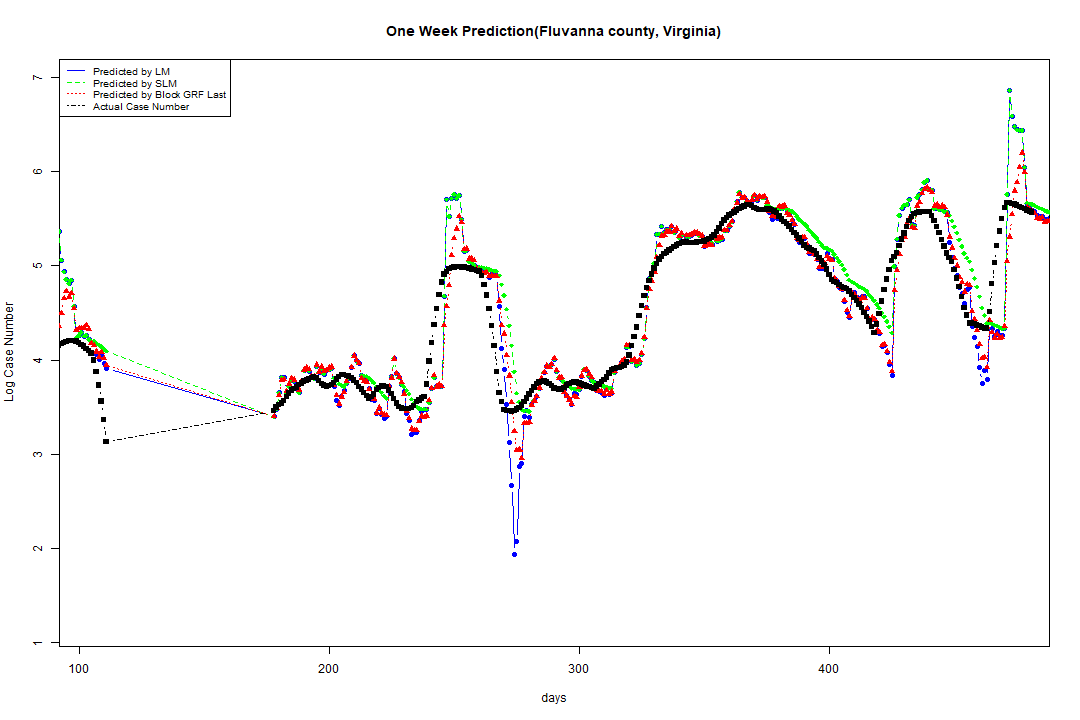 One Week Prediction(Fluvanna county, Virginia)
Predicted by LM
Predicted by SLM
Predicted by Block GRF Last
Actual Case Number
7
6
5
4
3
2
1
Log Case Number
100 200 300 400
days